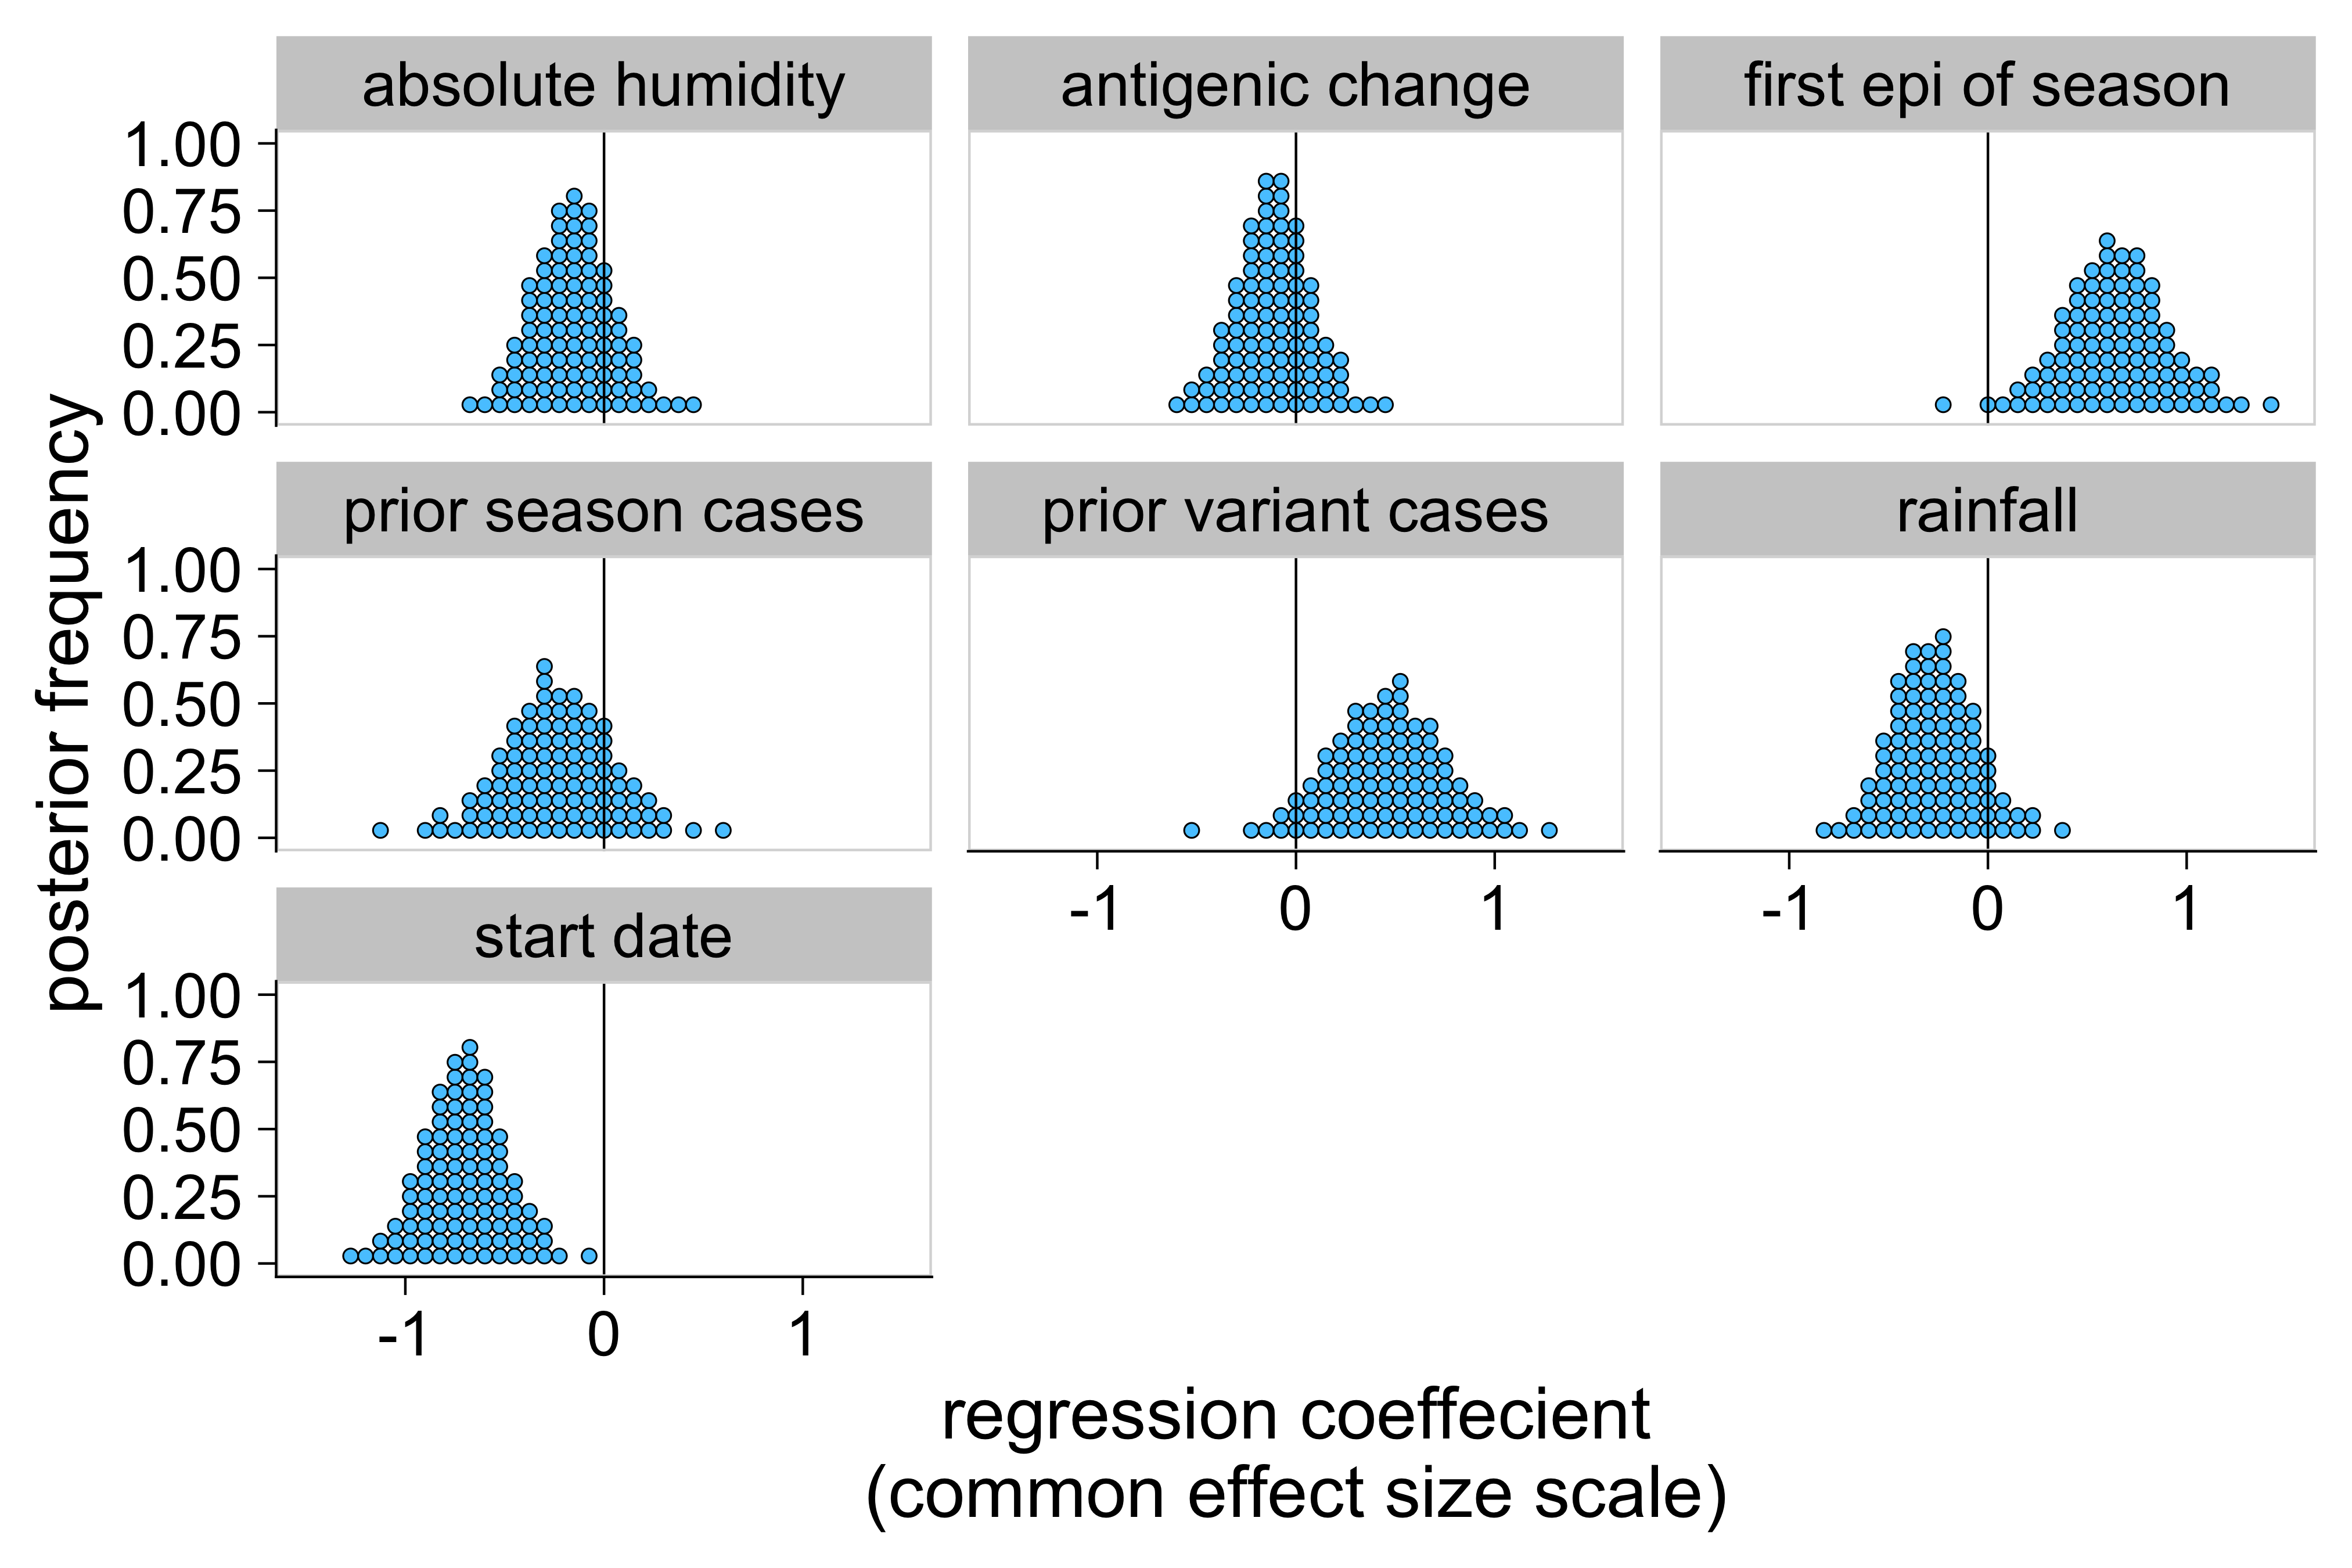 absolute humidity
antigenic change
first epi of season
1.00
0.75
0.50
0.25
0.00
prior season cases
prior variant cases
rainfall
1.00
0.75
0.50
0.25
0.00
-1 0 1
-1 0 1
start date
1.00
0.75
0.50
0.25
0.00
-1 0 1
posterior frequency
regression coeffecient
(common effect size scale)